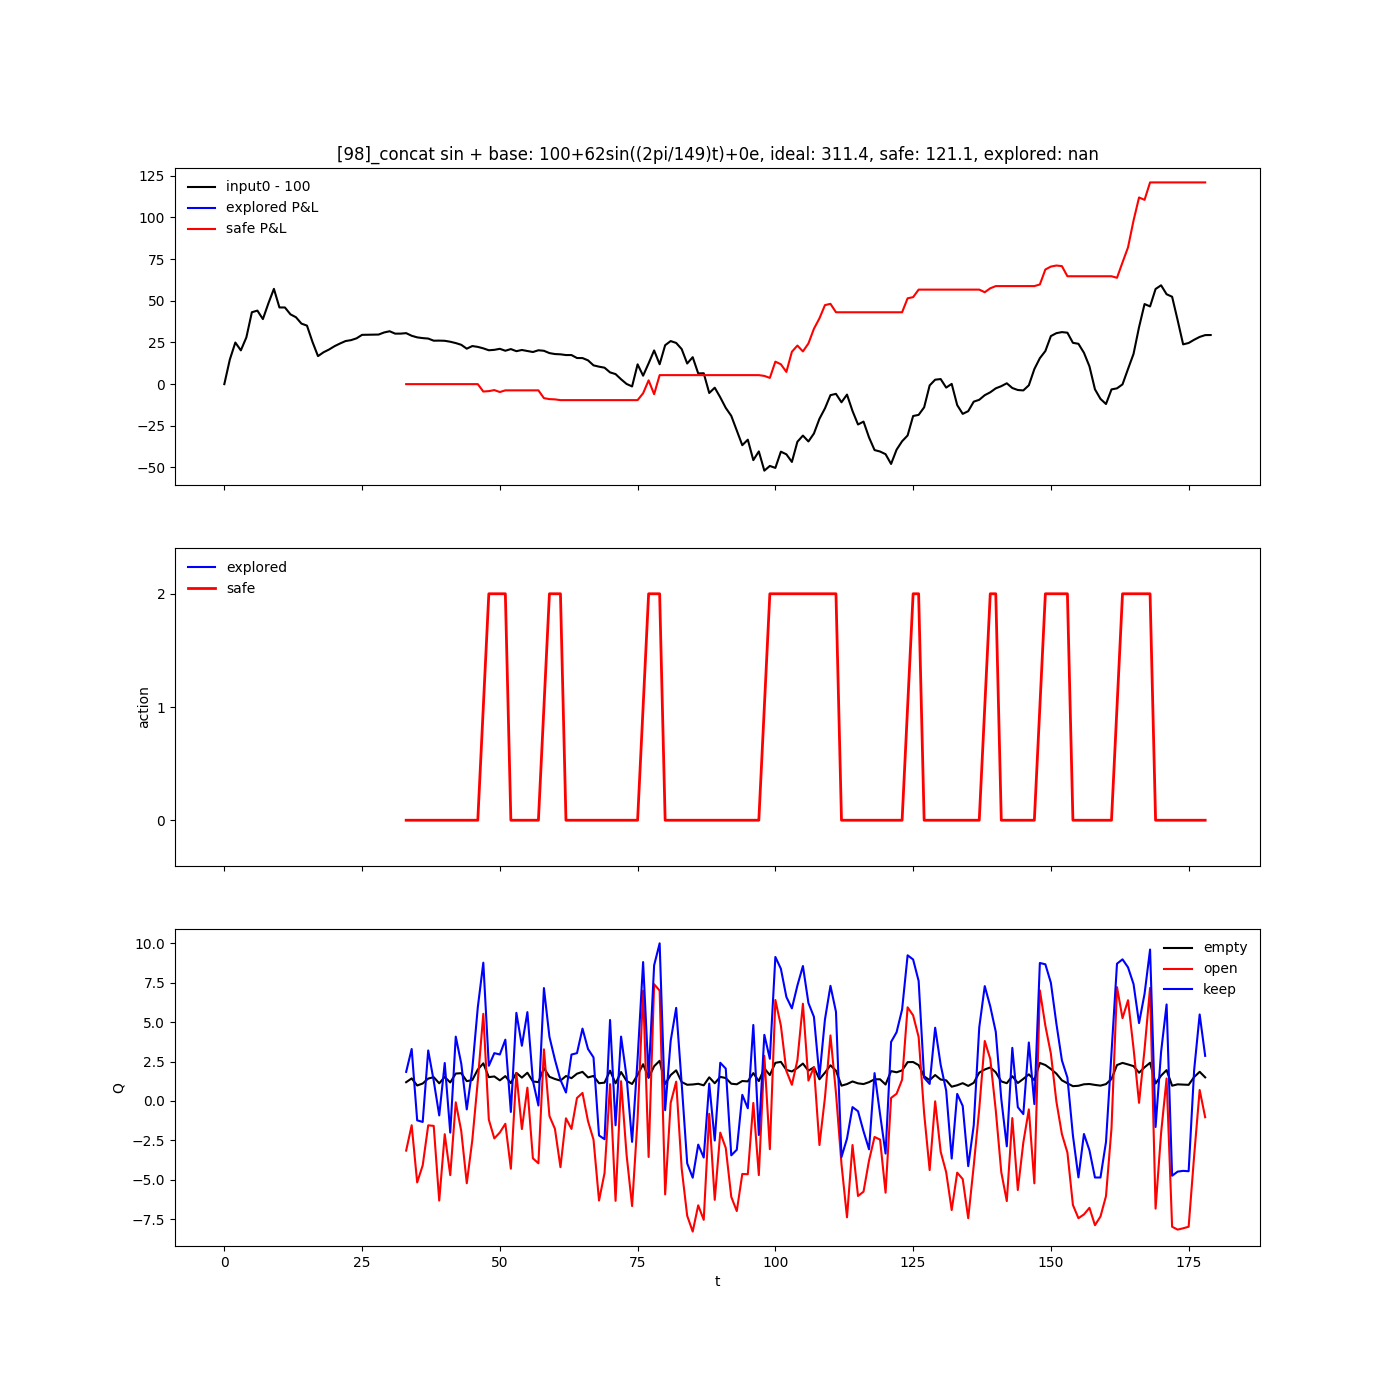 [98]_concat sin + base: 100+62sin((2pi/149)t)+0e, ideal: 311.4, safe: 121.1, explored: nan
125
100
75
50
25
0
−25
−50
input0 - 100
explored P&L
safe P&L
2
1
0
action
explored
safe
10.0
7.5
5.0
2.5
0.0
−2.5
−5.0
−7.5
Q
empty
open
keep
0 25 50 75 100 125 150 175
t